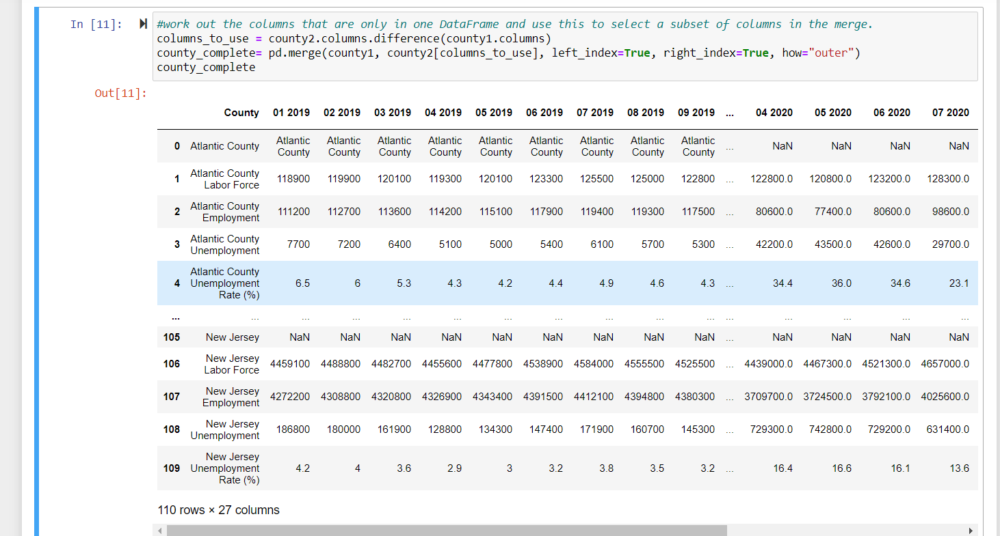 In [11]:
#work out the columns that are only in one DataFrame and use this to select a subset of columns in the merge.
columns_to_use = county2.columns.difference(county1.columns)
county_complete= pd.merge(county1, county2[columns_to_use], left_index=True, right_index=True, how="outer")
county_complete
Out[11]:
County 01 2019 02 2019 03 2019 04 2019 05 2019 06 2019 07 2019 08 2019 09 2019 ... 04 2020 05 2020 06 2020 07 2020
0 Atlantic County Atlantic Atlantic Atlantic Atlantic Atlantic Atlantic Atlantic Atlantic Atlantic ... NaN NaN NaN NaN
County County County County County County County County County
Atlantic County
1 Labor Force 118900 119900 120100 119300 120100 123300 125500 125000 122800 ... 122800.0 120800.0 123200.0 128300.0
Atlantic County
2 Employment 111200 112700 113600 114200 115100 117900 119400 119300 117500 ... 80600.0 77400.0 80600.0 98600.0
Atlantic County
3 Unemployment 7700 7200 6400 5100 5000 5400 6100 5700 5300 ... 42200.0 43500.0 42600.0 29700.0
Atlantic County
4 Unemployment 6.5 6 5.3 4.3 4.2 4.4 4.9 4.6 4.3 ... 34.4 36.0 34.6 23.1
Rate (%)
... ... ... ... ... ... ... ... ... ... ... ... ... ... ... ...
105 New Jersey NaN NaN NaN NaN NaN NaN NaN NaN NaN ... NaN NaN NaN NaN
New Jersey
106 Labor Force 4459100 4488800 4482700 4455600 4477800 4538900 4584000 4555500 4525500 ... 4439000.0 4467300.0 4521300.0 4657000.0
New Jersey
107 Employment 4272200 4308800 4320800 4326900 4343400 4391500 4412100 4394800 4380300 ... 3709700.0 3724500.0 3792100.0 4025600.0
New Jersey
108 Unemployment 186800 180000 161900 128800 134300 147400 171900 160700 145300 ... 729300.0 742800.0 729200.0 631400.0
New Jersey
109 Unemployment 4.2 4 3.6 2.9 3 3.2 3.8 3.5 3.2 ... 16.4 16.6 16.1 13.6
Rate (%)
110 rows × 27 columns